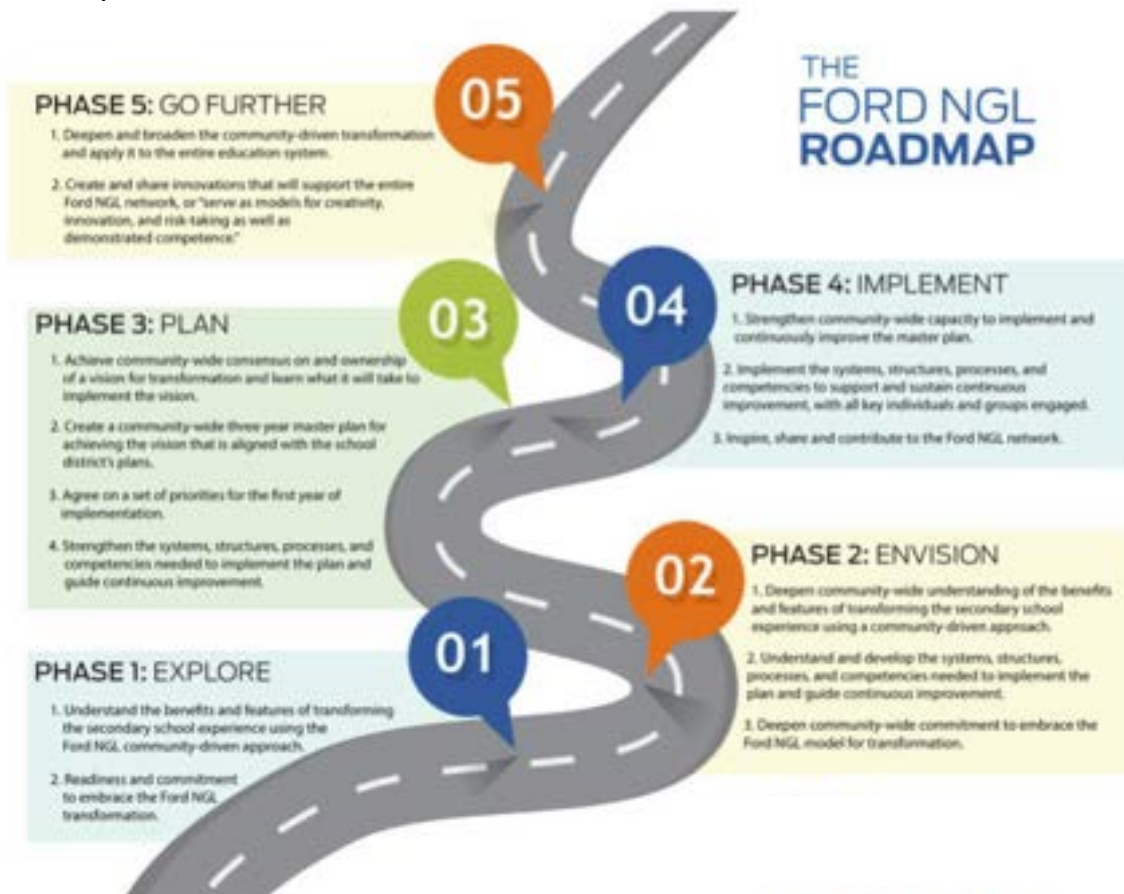 THE
FORD NGL
ROADMAP
05
PHASE 5: GO FURTHER
1. Deepen and broaden the community-driven transformation
and apply it to the entire education system.
2. Create and share innovations that will support the entire
Ford NGL network, or "serve as models for creativity,
innovation, and risk-taking as well as
demonstrated competence."
04
PHASE 4: IMPLEMENT
1. Strengthen community-wide capacity to implement and
continuously improve the master plan.
2. Implement the systems, structures, processes, and
competencies to support and sustain continuous
improvement, with all key individuals and groups engaged.
3. Inspire, share and contribute to the Ford NGL network.
03
PHASE 3: PLAN
1. Achieve community-wide consensus on and ownership
of a vision for transformation and learn what it will take to
implement the vision.
2. Create a community-wide three year master plan for
achieving the vision that is aligned with the school
district's plans.
3. Agree on a set of priorities for the first year of
implementation.
4. Strengthen the systems, structures, processes, and
competencies needed to implement the plan and
guide continuous improvement.
02
PHASE 2: ENVISION
1. Deepen community-wide understanding of the benefits
and features of transforming the secondary school
experience using a community-driven approach.
2. Understand and develop the systems, structures,
processes, and competencies needed to implement the
plan and guide continuous improvement.
3. Deepen community-wide commitment to embrace the
Ford NGL model for transformation.
01
PHASE 1: EXPLORE
1. Understand the benefits and features of transforming
the secondary school experience using the
Ford NGL community-driven approach.
2. Readiness and commitment
to embrace the Ford NGL
transformation.